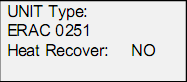 UNIT Type:
ERAC 0251
Heat Recover: NO